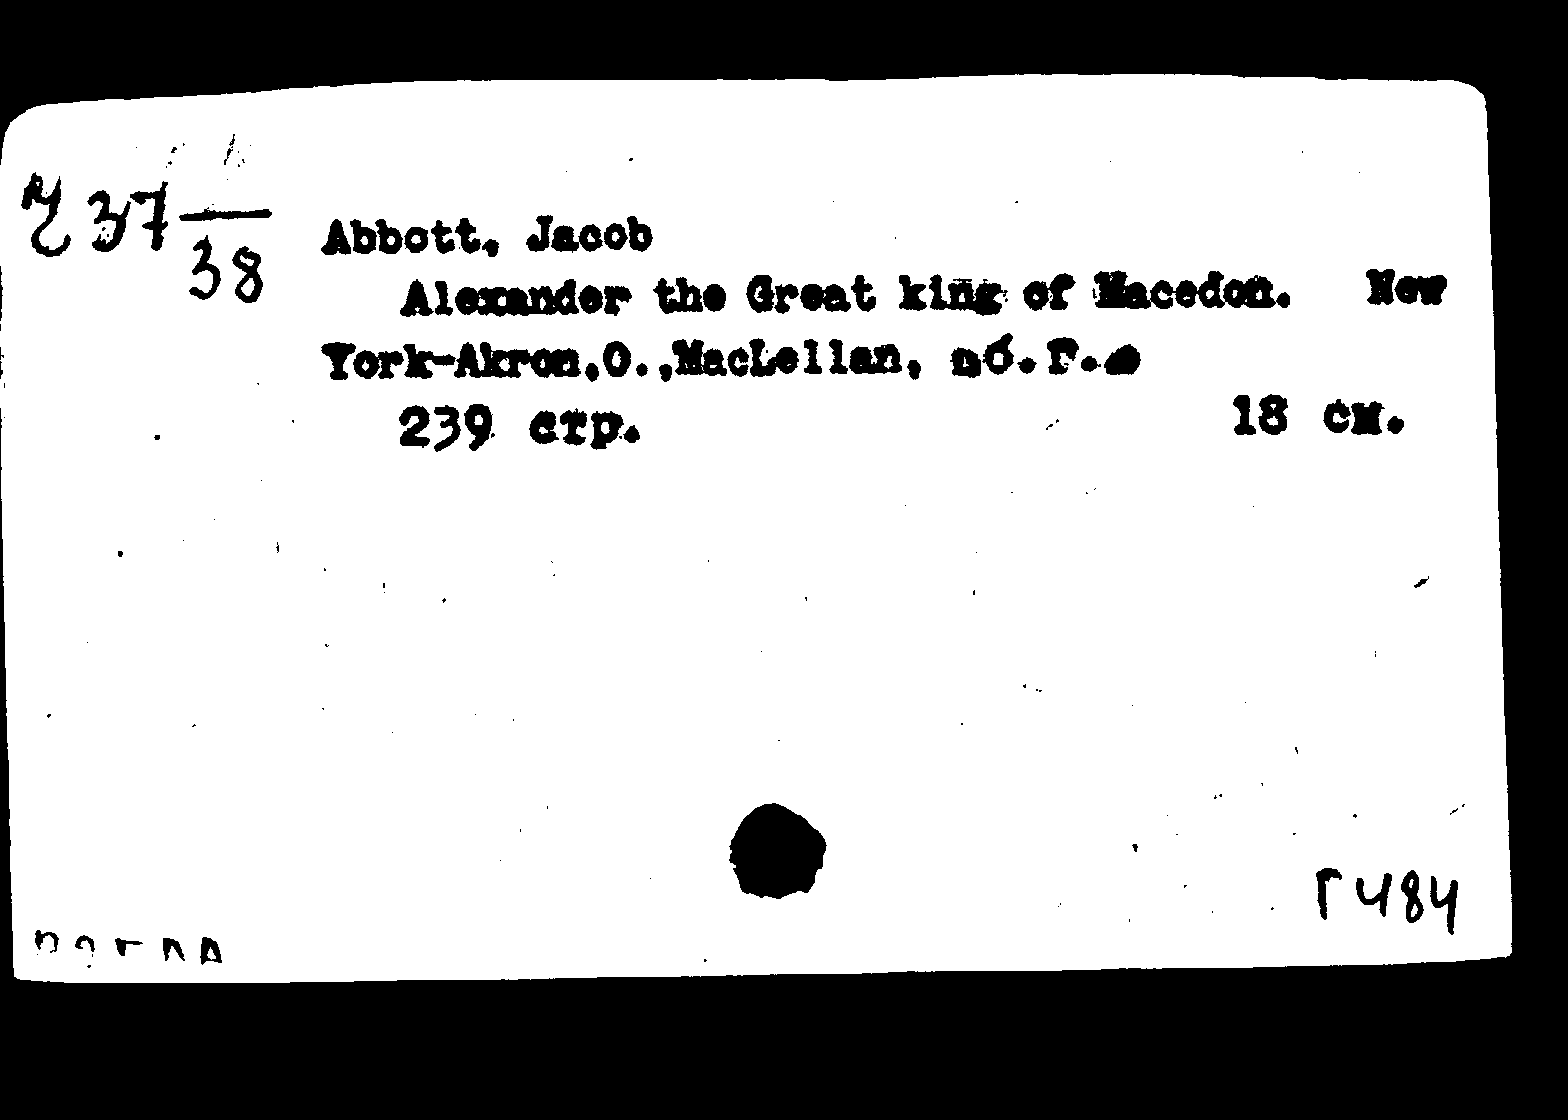 37
38
Abbott, Jacob
Alexander the Great king of Macedon. New
York-Akron,O.,MacLellan, no.г.
239 стр. 18 см.
Г484